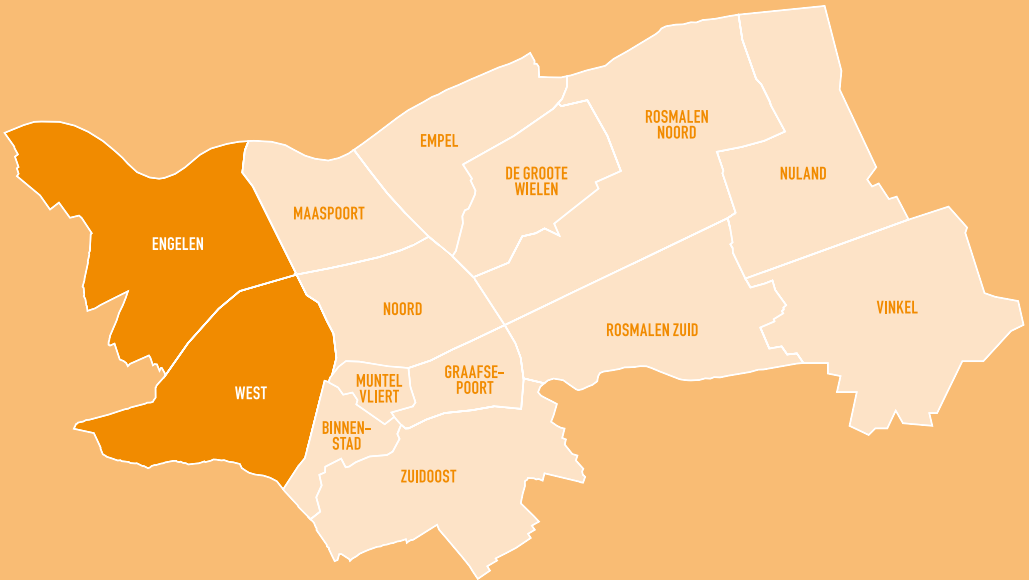 ROSMALEN
NOORD
EMPEL
DE GROOTE
WIELEN
NULAND
MAASPOORT
ENGELEN
NOORD
VINKEL
ROSMALEN ZUID
MUNTEL
VLIERT
GRAAFSE-
POORT
WEST
BINNEN-
STAD
ZUIDOOST